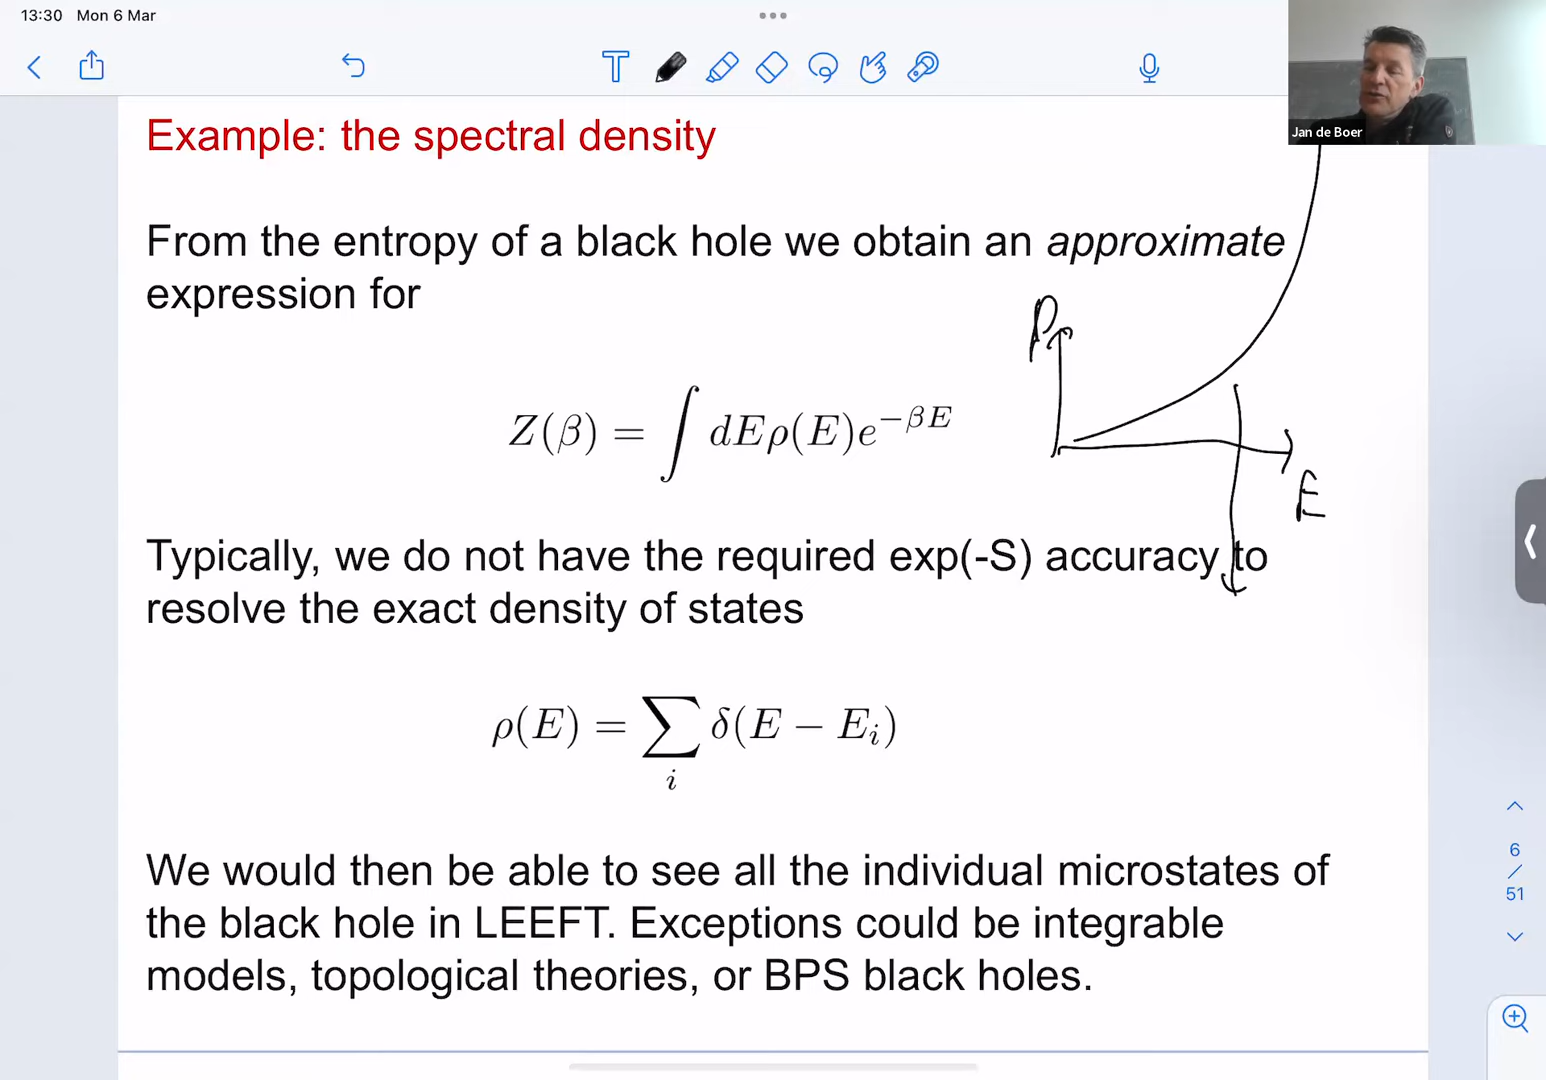 13:30 Mon 6 Mar
Jan de Boer
Example: the spectral density
From the entropy of a black hole we obtain an approximate
expression for
ρ
Z(β) = ∫ dEρ(E)e^{−βE}
E
Typically, we do not have the required exp(-S) accuracy to
resolve the exact density of states
ρ(E) = ∑_i δ(E − E_i)
We would then be able to see all the individual microstates of
the black hole in LEEFT. Exceptions could be integrable
models, topological theories, or BPS black holes.
6
/
51